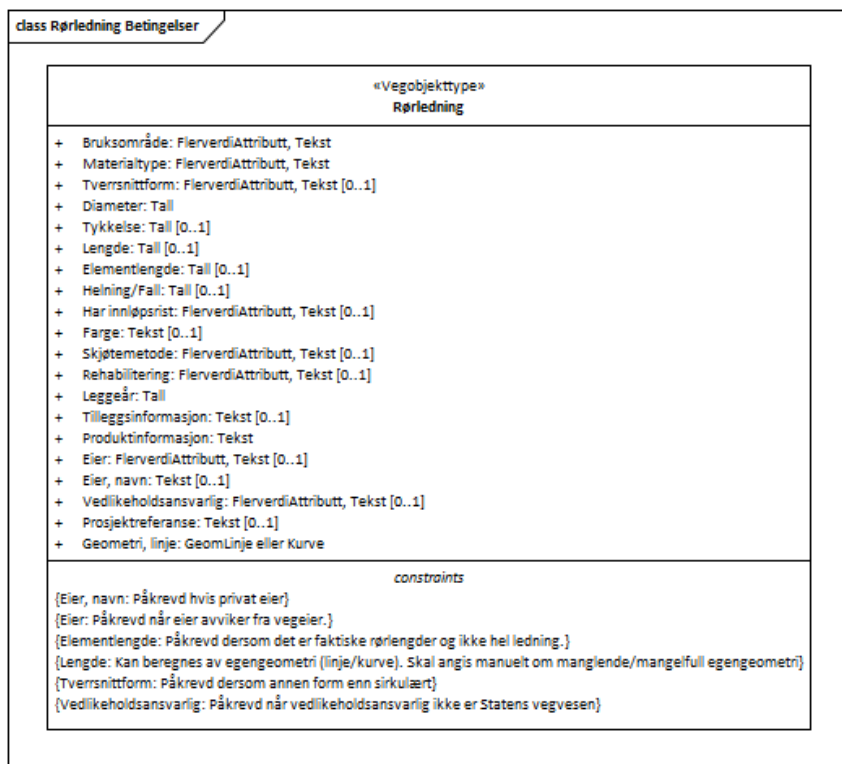 class Rørledning Betingelser
«Vegobjekttype»
Rørledning
+ Bruksområde: FlerverdiAttributt, Tekst
+ Materialtype: FlerverdiAttributt, Tekst
+ Tverrsnittform: FlerverdiAttributt, Tekst [0..1]
+ Diameter: Tall
+ Tykkelse: Tall [0..1]
+ Lengde: Tall [0..1]
+ Elementlengde: Tall [0..1]
+ Helning/Fall: Tall [0..1]
+ Har innløpsrist: FlerverdiAttributt, Tekst [0..1]
+ Farge: Tekst [0..1]
+ Skjøtemetode: FlerverdiAttributt, Tekst [0..1]
+ Rehabilitering: FlerverdiAttributt, Tekst [0..1]
+ Leggeår: Tall
+ Tilleggsinformasjon: Tekst [0..1]
+ Produktinformasjon: Tekst
+ Eier: FlerverdiAttributt, Tekst [0..1]
+ Eier, navn: Tekst [0..1]
+ Vedlikeholdsansvarlig: FlerverdiAttributt, Tekst [0..1]
+ Prosjektreferanse: Tekst [0..1]
+ Geometri, linje: GeomLinje eller Kurve
constraints
{Eier, navn: Påkrevd hvis privat eier}
{Eier: Påkrevd når eier avviker fra vegeier.}
{Elementlengde: Påkrevd dersom det er faktiske rørlengder og ikke hel ledning.}
{Lengde: Kan beregnes av egengeometri (linje/kurve). Skal angis manuelt om manglende/mangelfull egengeometri}
{Tverrsnittform: Påkrevd dersom annen form enn sirkulært}
{Vedlikeholdsansvarlig: Påkrevd når vedlikeholdsansvarlig ikke er Statens vegvesen}